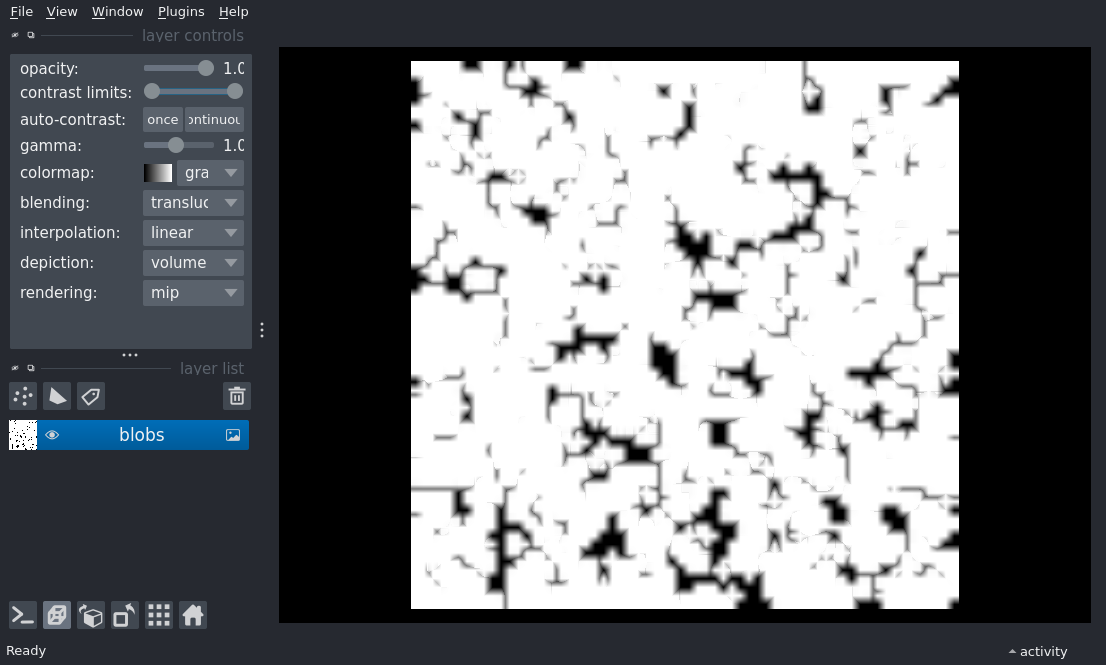 File View Window Plugins Help
layer controls
opacity: 1.0
contrast limits:
auto-contrast: once ontinuou
gamma: 1.0
colormap: gra
blending: transluc
interpolation: linear
depiction: volume
rendering: mip
layer list
blobs
Ready
activity